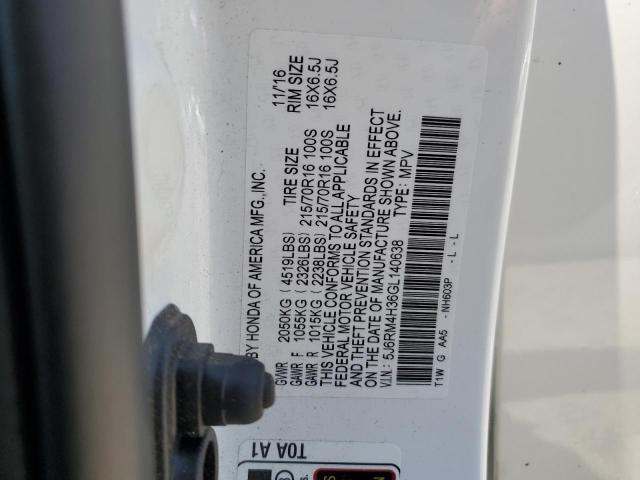 BY HONDA OF AMERICA MFG., INC. 11/16
TIRE SIZE RIM SIZE
GVWR 2050KG (4519LBS)
GAWR F 1055KG (2326LBS) 215/70R16 100S 16X6.5J
GAWR R 1015KG (2238LBS) 215/70R16 100S 16X6.5J
THIS VEHICLE CONFORMS TO ALL APPLICABLE
FEDERAL MOTOR VEHICLE SAFETY
AND THEFT PREVENTION STANDARDS IN EFFECT
ON THE DATE OF MANUFACTURE SHOWN ABOVE.
V.I.N.: 5J6RM4H36GL140638 TYPE: MPV
T1W G AA5 -NH603P -L -L
T0A A1